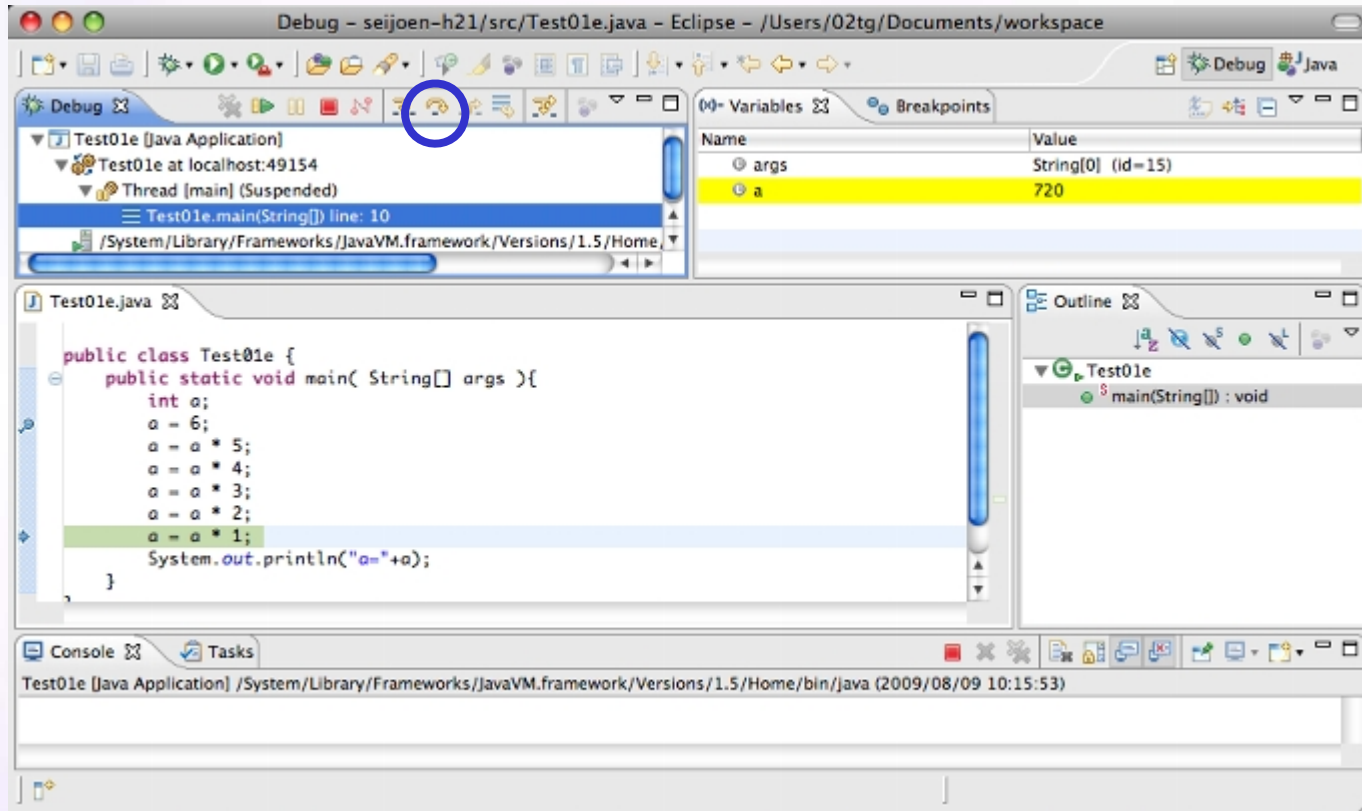 Debug - seijoen-h21/src/Test01e.java - Eclipse - /Users/02tg/Documents/workspace
Debug Java
Debug
Variables Breakpoints
Test01e [Java Application]
Test01e at localhost:49154
Thread [main] (Suspended)
Test01e.main(String[]) line: 10
/System/Library/Frameworks/JavaVM.framework/Versions/1.5/Home/
Name Value
args String[0] (id=15)
a 720
Test01e.java
public class Test01e {
public static void main( String[] args ){
int a;
a = 6;
a = a * 5;
a = a * 4;
a = a * 3;
a = a * 2;
a = a * 1;
System.out.println("a="+a);
}
}
Outline
Test01e
main(String[]) : void
Console Tasks
Test01e [Java Application] /System/Library/Frameworks/JavaVM.framework/Versions/1.5/Home/bin/java (2009/08/09 10:15:53)